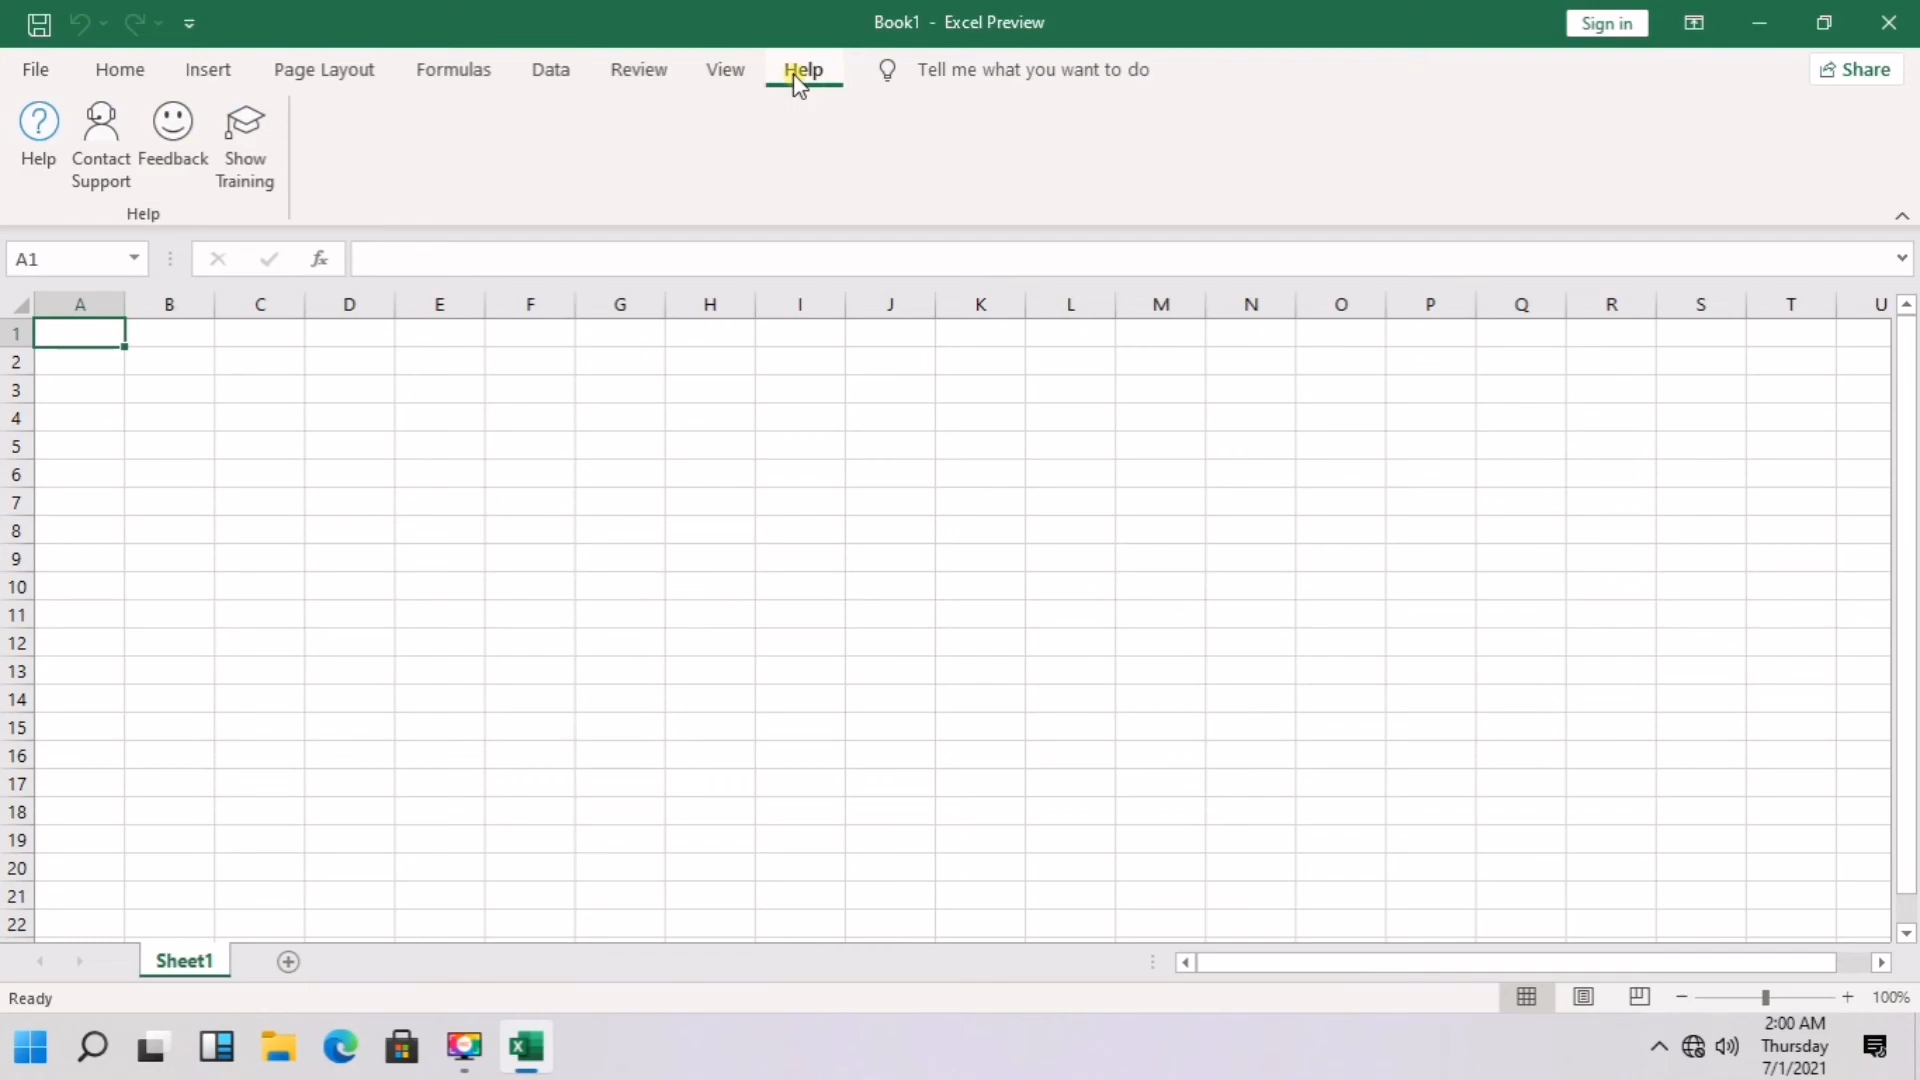 Book1 - Excel Preview
Sign in
File Home Insert Page Layout Formulas Data Review View Help Tell me what you want to do Share
Help Contact Support Feedback Show Training
Help
A1 fx
A B C D E F G H I J K L M N O P Q R S T U
1
2
3
4
5
6
7
8
9
10
11
12
13
14
15
16
17
18
19
20
21
22
Sheet1
Ready 100%
2:00 AM
Thursday
7/1/2021